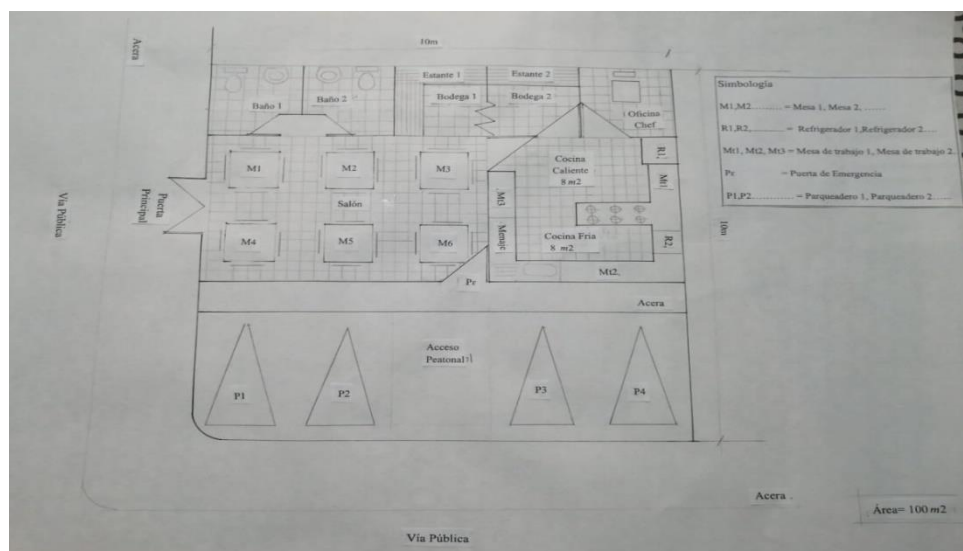 Acera
10m
Estante 1
Estante 2
Baño 1
Baño 2
Bodega 1
Bodega 2
Oficina
Chef
Simbología
M1,M2.......... = Mesa 1, Mesa 2, ......
R1,R2,.......... = Refrigerador 1,Refrigerador 2....
Mt1, Mt2, Mt3 = Mesa de trabajo 1, Mesa de trabajo 2..
Pr = Puerta de Emergencia
P1,P2.............. = Parqueadero 1, Parqueadero 2......
M1
M2
M3
Cocina
Caliente
8 m2
R1,
Mt1,
Vía Pública
Puerta
Principal
Salón
Mt3
Menaje
10m
M4
M5
M6
Cocina Fria
8 m2
R2,
Mt2,
Pr
Acera
Acceso
Peatonal
P1
P2
P3
P4
Acera .
Área= 100 m2
Vía Pública